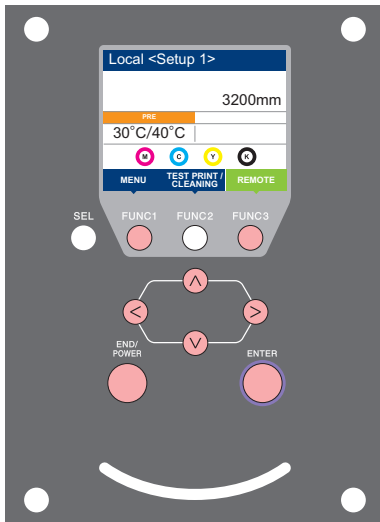 Local <Setup 1>
3200mm
PRE
30°C/40°C
M C Y K
MENU TEST PRINT / CLEANING REMOTE
SEL FUNC1 FUNC2 FUNC3
END/
POWER
ENTER